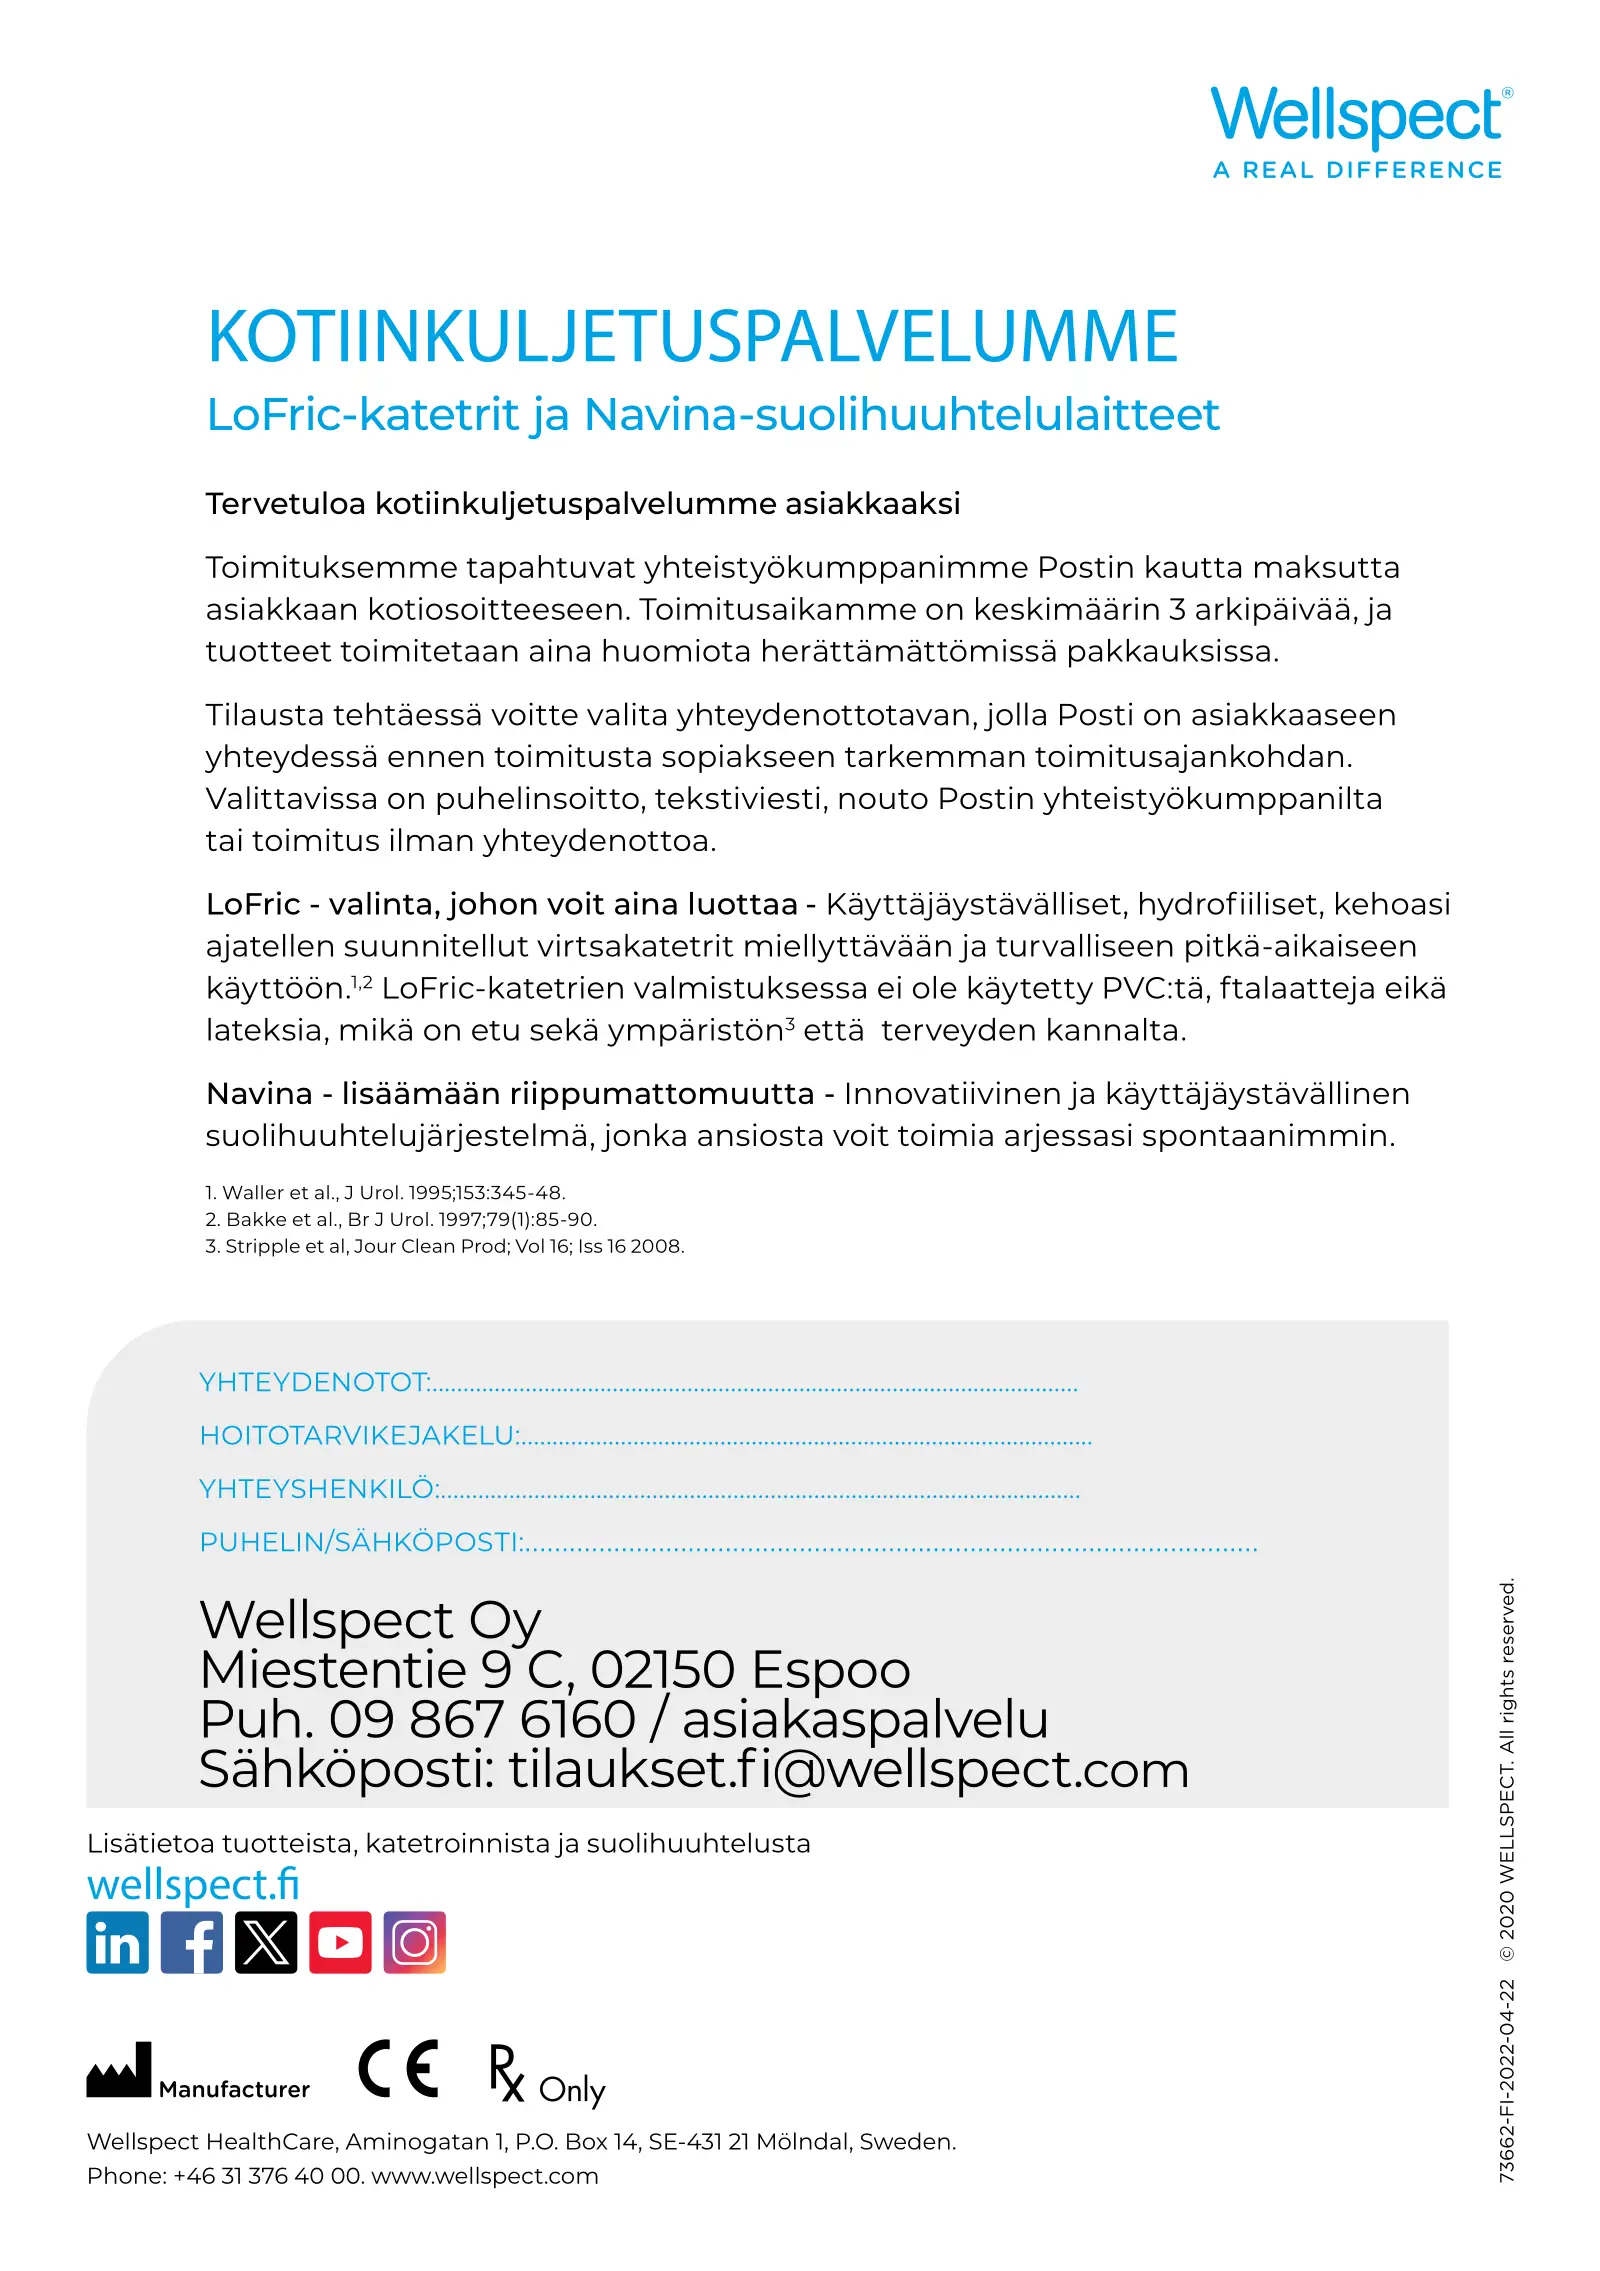 Wellspect®
A REAL DIFFERENCE
KOTIINKULJETUSPALVELUMME
LoFric-katetrit ja Navina-suolihuuhtelulaitteet
Tervetuloa kotiinkuljetuspalvelumme asiakkaaksi
Toimituksemme tapahtuvat yhteistyökumppanimme Postin kautta maksutta
asiakkaan kotiosoitteeseen. Toimitusaikamme on keskimäärin 3 arkipäivää, ja
tuotteet toimitetaan aina huomiota herättämättömissä pakkauksissa.
Tilausta tehtäessä voitte valita yhteydenottotavan, jolla Posti on asiakkaaseen
yhteydessä ennen toimitusta sopiakseen tarkemman toimitusajankohdan.
Valittavissa on puhelinsoitto, tekstiviesti, nouto Postin yhteistyökumppanilta
tai toimitus ilman yhteydenottoa.
LoFric - valinta, johon voit aina luottaa - Käyttäjäystävälliset, hydrofiiliset, kehoasi
ajatellen suunnitellut virtsakatetrit miellyttävään ja turvalliseen pitkä-aikaiseen
käyttöön.1,2 LoFric-katetrien valmistuksessa ei ole käytetty PVC:tä, ftalaatteja eikä
lateksia, mikä on etu sekä ympäristön3 että  terveyden kannalta.
Navina - lisäämään riippumattomuutta - Innovatiivinen ja käyttäjäystävällinen
suolihuuhtelujärjestelmä, jonka ansiosta voit toimia arjessasi spontaanimmin.
1. Waller et al., J Urol. 1995;153:345-48.
2. Bakke et al., Br J Urol. 1997;79(1):85-90.
3. Stripple et al, Jour Clean Prod; Vol 16; Iss 16 2008.
YHTEYDENOTOT:........................................................................................................
HOITOTARVIKEJAKELU:............................................................................................
YHTEYSHENKILÖ:.......................................................................................................
PUHELIN/SÄHKÖPOSTI:....................................................................................................
Wellspect Oy
Miestentie 9 C, 02150 Espoo
Puh. 09 867 6160 / asiakaspalvelu
Sähköposti: tilaukset.fi@wellspect.com
Lisätietoa tuotteista, katetroinnista ja suolihuuhtelusta
wellspect.fi
Manufacturer
CE
Rx Only
Wellspect HealthCare, Aminogatan 1, P.O. Box 14, SE-431 21 Mölndal, Sweden.
Phone: +46 31 376 40 00. www.wellspect.com
73662-FI-2022-04-22   © 2020 WELLSPECT. All rights reserved.